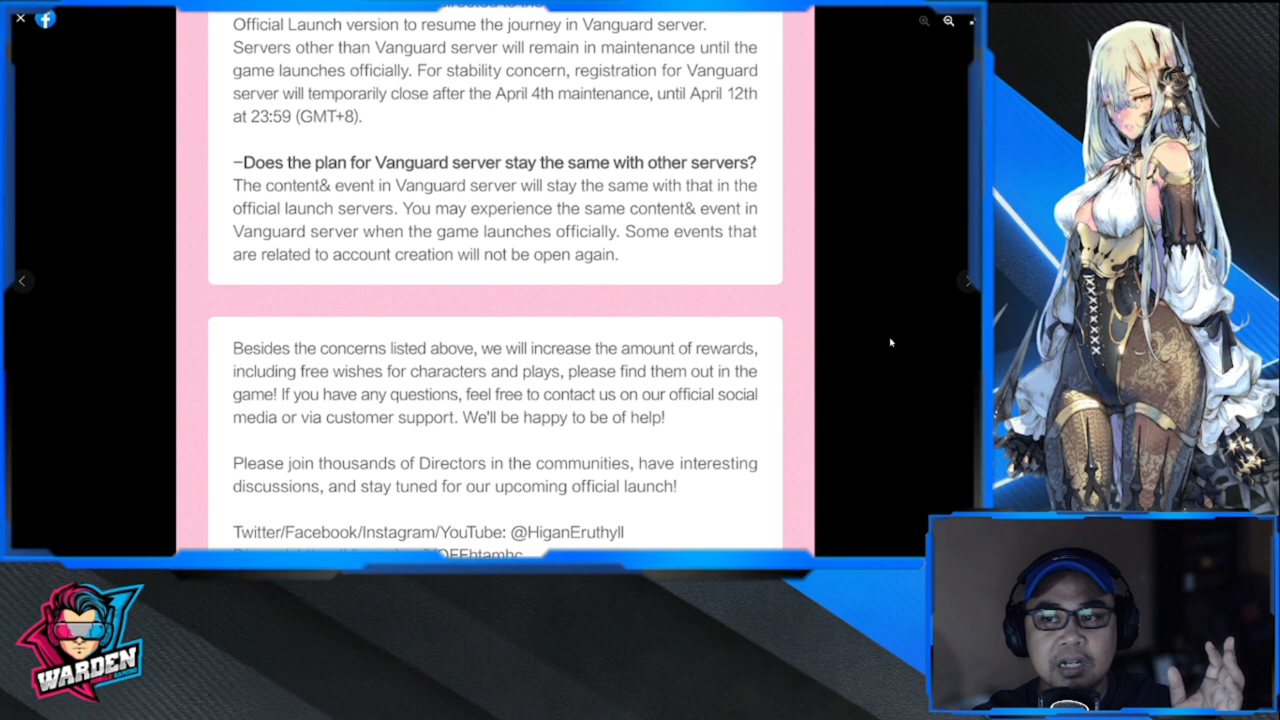 Official Launch version to resume the journey in Vanguard server.
Servers other than Vanguard server will remain in maintenance until the
game launches officially. For stability concern, registration for Vanguard
server will temporarily close after the April 4th maintenance, until April 12th
at 23:59 (GMT+8).
–Does the plan for Vanguard server stay the same with other servers?
The content& event in Vanguard server will stay the same with that in the
official launch servers. You may experience the same content& event in
Vanguard server when the game launches officially. Some events that
are related to account creation will not be open again.
Besides the concerns listed above, we will increase the amount of rewards,
including free wishes for characters and plays, please find them out in the
game! If you have any questions, feel free to contact us on our official social
media or via customer support. We'll be happy to be of help!
Please join thousands of Directors in the communities, have interesting
discussions, and stay tuned for our upcoming official launch!
Twitter/Facebook/Instagram/YouTube: @HiganEruthyll
WARDEN
MOBILE GAMING